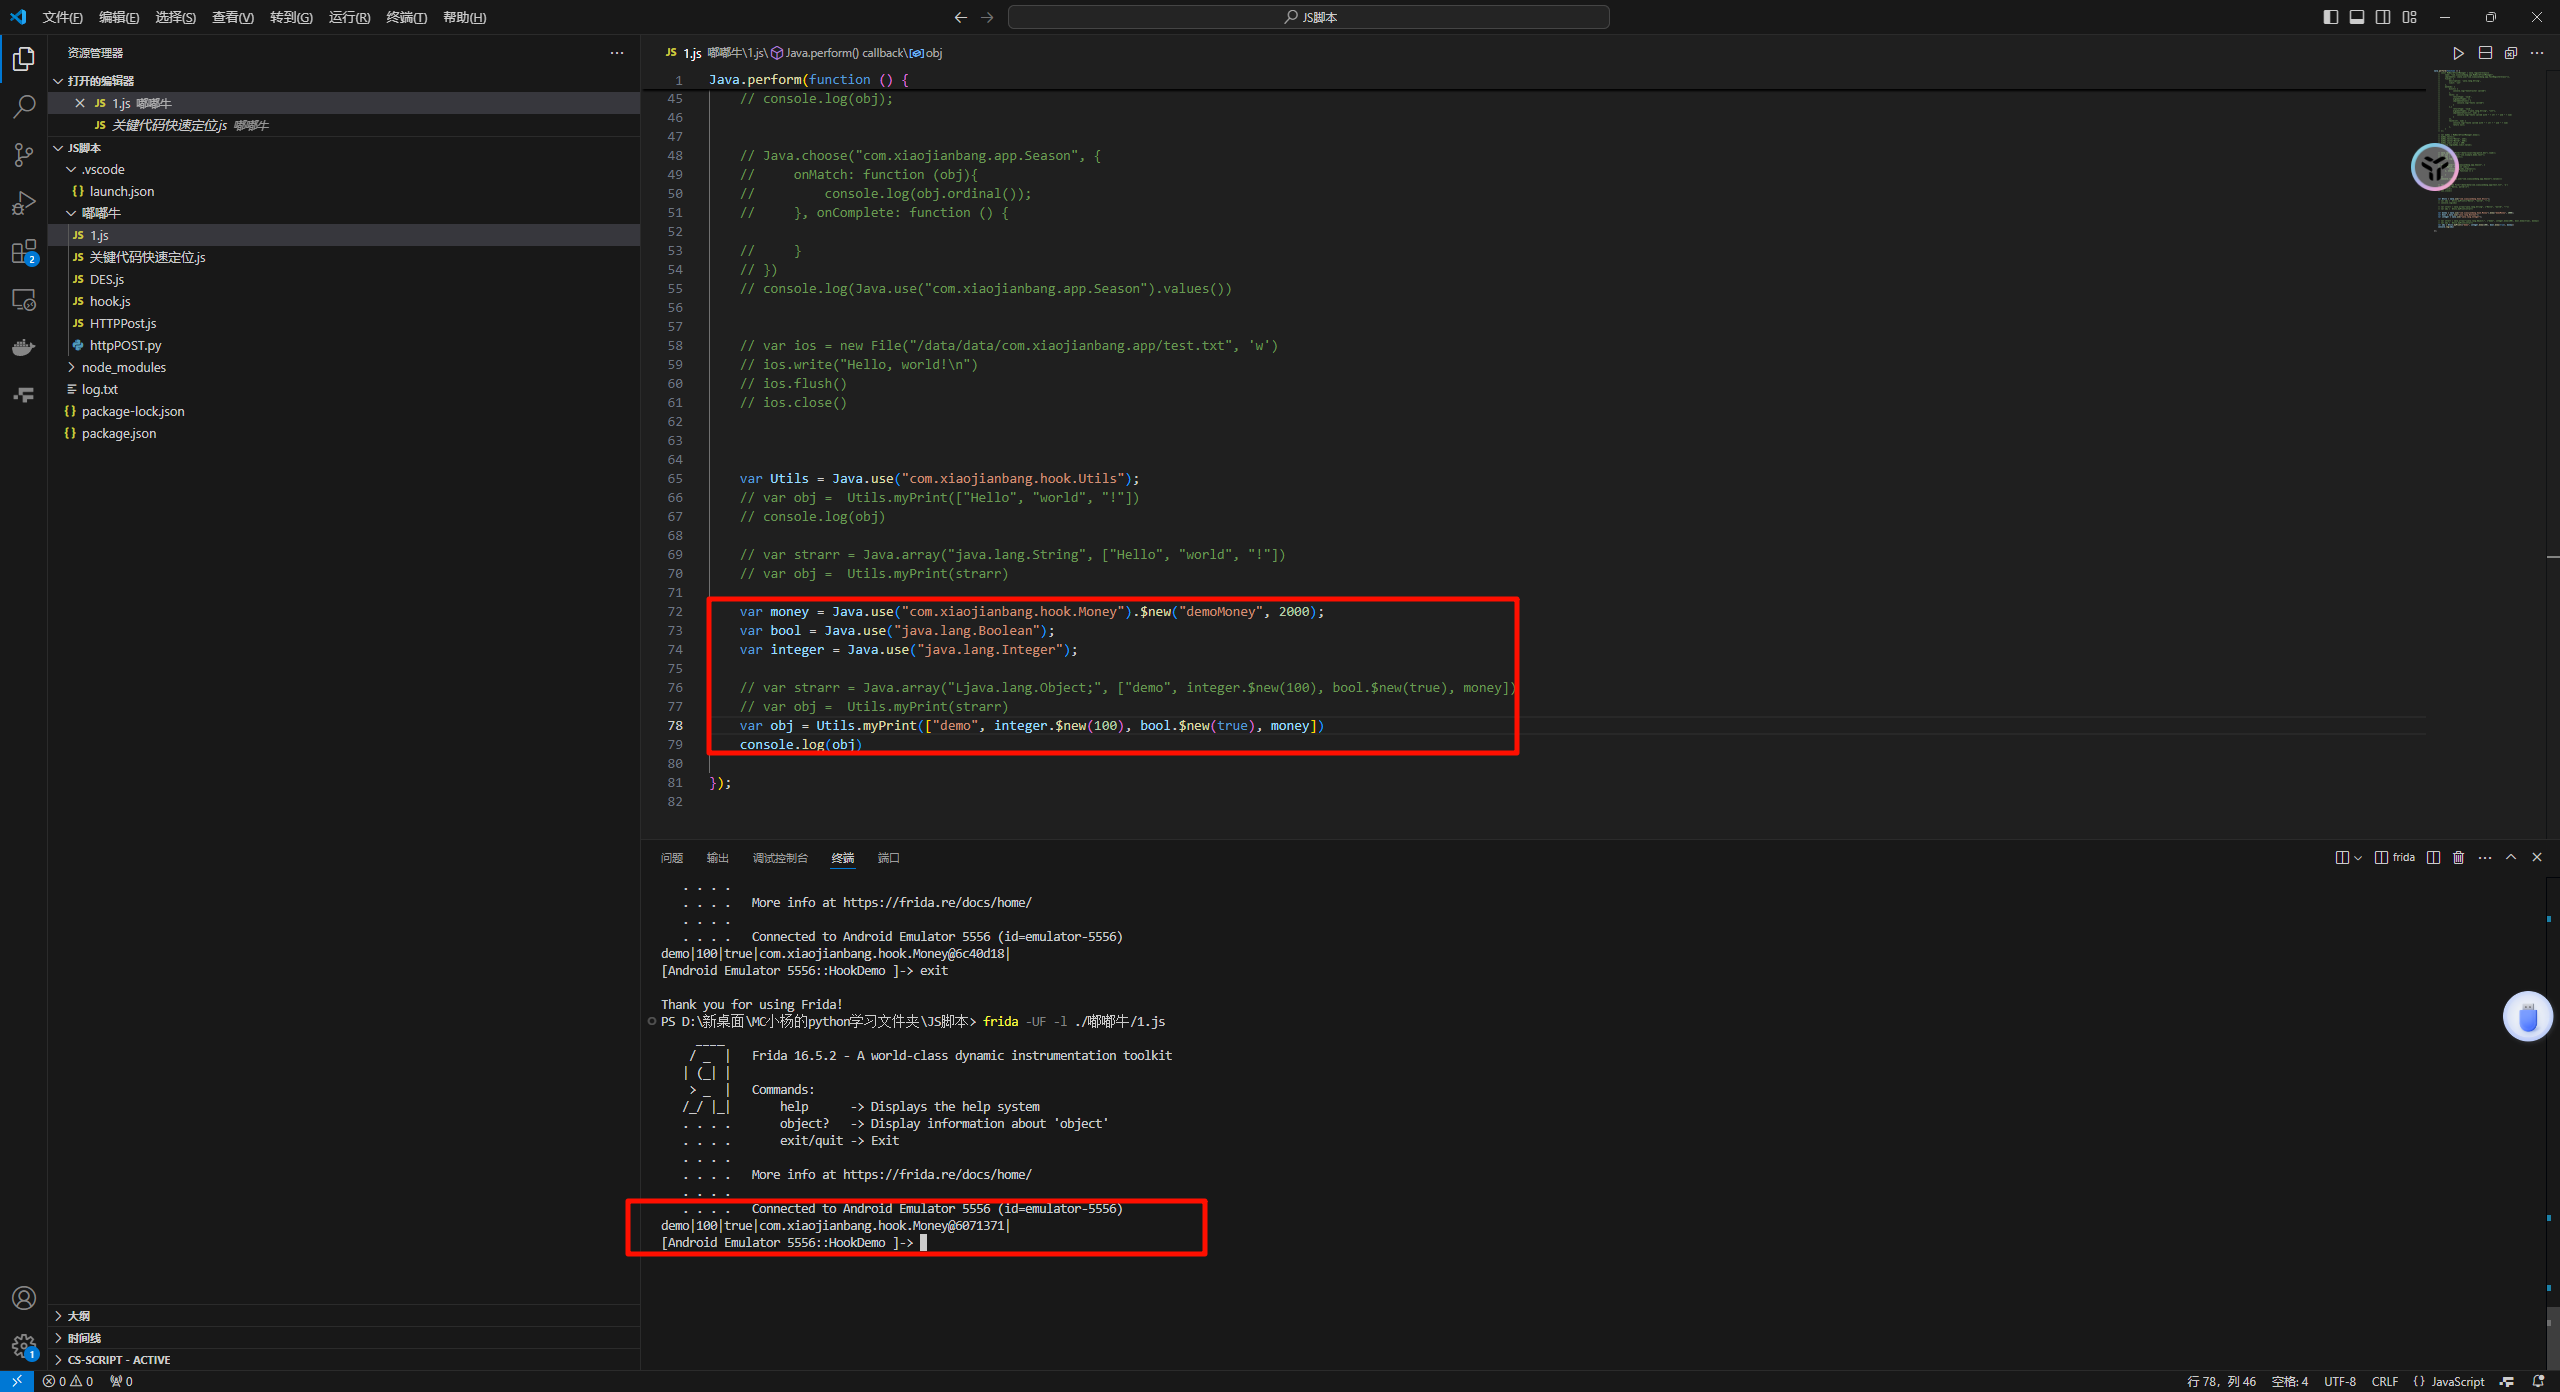 文件(F) 编辑(E) 选择(S) 查看(V) 转到(G) 运行(R) 终端(T) 帮助(H)
JS脚本
资源管理器
打开的编辑器
JS 1.js 嘟嘟牛
JS 关键代码快速定位.js 嘟嘟牛
JS脚本
.vscode
{} launch.json
嘟嘟牛
JS 1.js
JS 关键代码快速定位.js
JS DES.js
JS hook.js
JS HTTPPost.js
httpPOST.py
node_modules
log.txt
{} package-lock.json
{} package.json
大纲
时间线
CS-SCRIPT - ACTIVE
2
1
JS 1.js 嘟嘟牛\1.js\Java.perform() callback\obj
1 Java.perform(function () {
45 // console.log(obj);
46
47
48 // Java.choose("com.xiaojianbang.app.Season", {
49 //     onMatch: function (obj){
50 //         console.log(obj.ordinal());
51 //     }, onComplete: function () {
52
53 //     }
54 // })
55 // console.log(Java.use("com.xiaojianbang.app.Season").values())
56
57
58 // var ios = new File("/data/data/com.xiaojianbang.app/test.txt", 'w')
59 // ios.write("Hello, world!\n")
60 // ios.flush()
61 // ios.close()
62
63
64
65 var Utils = Java.use("com.xiaojianbang.hook.Utils");
66 // var obj =  Utils.myPrint(["Hello", "world", "!"])
67 // console.log(obj)
68
69 // var strarr = Java.array("java.lang.String", ["Hello", "world", "!"])
70 // var obj =  Utils.myPrint(strarr)
71
72 var money = Java.use("com.xiaojianbang.hook.Money").$new("demoMoney", 2000);
73 var bool = Java.use("java.lang.Boolean");
74 var integer = Java.use("java.lang.Integer");
75
76 // var strarr = Java.array("Ljava.lang.Object;", ["demo", integer.$new(100), bool.$new(true), money])
77 // var obj =  Utils.myPrint(strarr)
78 var obj = Utils.myPrint(["demo", integer.$new(100), bool.$new(true), money])
79 console.log(obj)
80
81 });
82
问题 输出 调试控制台 终端 端口
frida
. . . .
. . . .   More info at https://frida.re/docs/home/
. . . .
. . . .   Connected to Android Emulator 5556 (id=emulator-5556)
demo|100|true|com.xiaojianbang.hook.Money@6c40d18|
[Android Emulator 5556::HookDemo ]-> exit
Thank you for using Frida!
PS D:\新桌面\MC小杨的python学习文件夹\JS脚本> frida -UF -l ./嘟嘟牛/1.js
     ____
    / _  |   Frida 16.5.2 - A world-class dynamic instrumentation toolkit
   | (_| |
    > _  |   Commands:
   /_/ |_|       help      -> Displays the help system
   . . . .       object?   -> Display information about 'object'
   . . . .       exit/quit -> Exit
   . . . .
   . . . .   More info at https://frida.re/docs/home/
   . . . .
   . . . .   Connected to Android Emulator 5556 (id=emulator-5556)
demo|100|true|com.xiaojianbang.hook.Money@6071371|
[Android Emulator 5556::HookDemo ]->
0 0 0
行 78，列 46 空格: 4 UTF-8 CRLF {} JavaScript